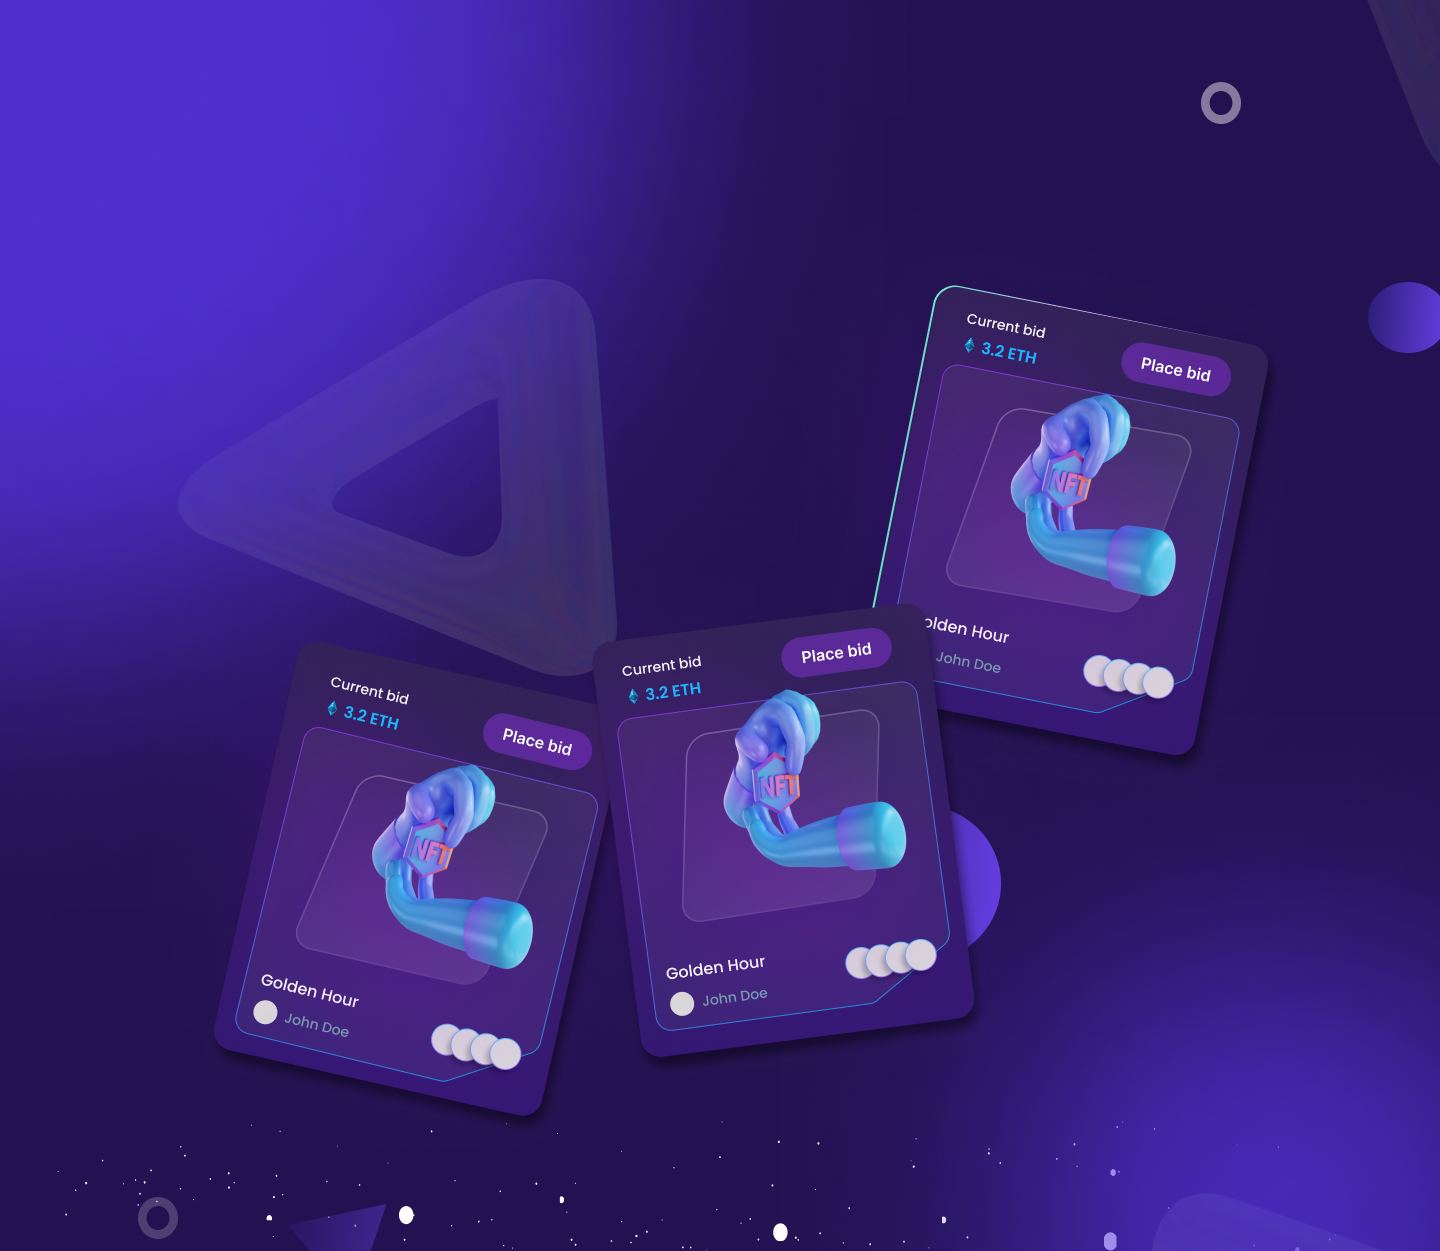 Current bid
3.2 ETH
Place bid
NFT
olden Hour
John Doe
Current bid
3.2 ETH
Place bid
NFT
Golden Hour
John Doe
Current bid
3.2 ETH
Place bid
NFT
Golden Hour
John Doe